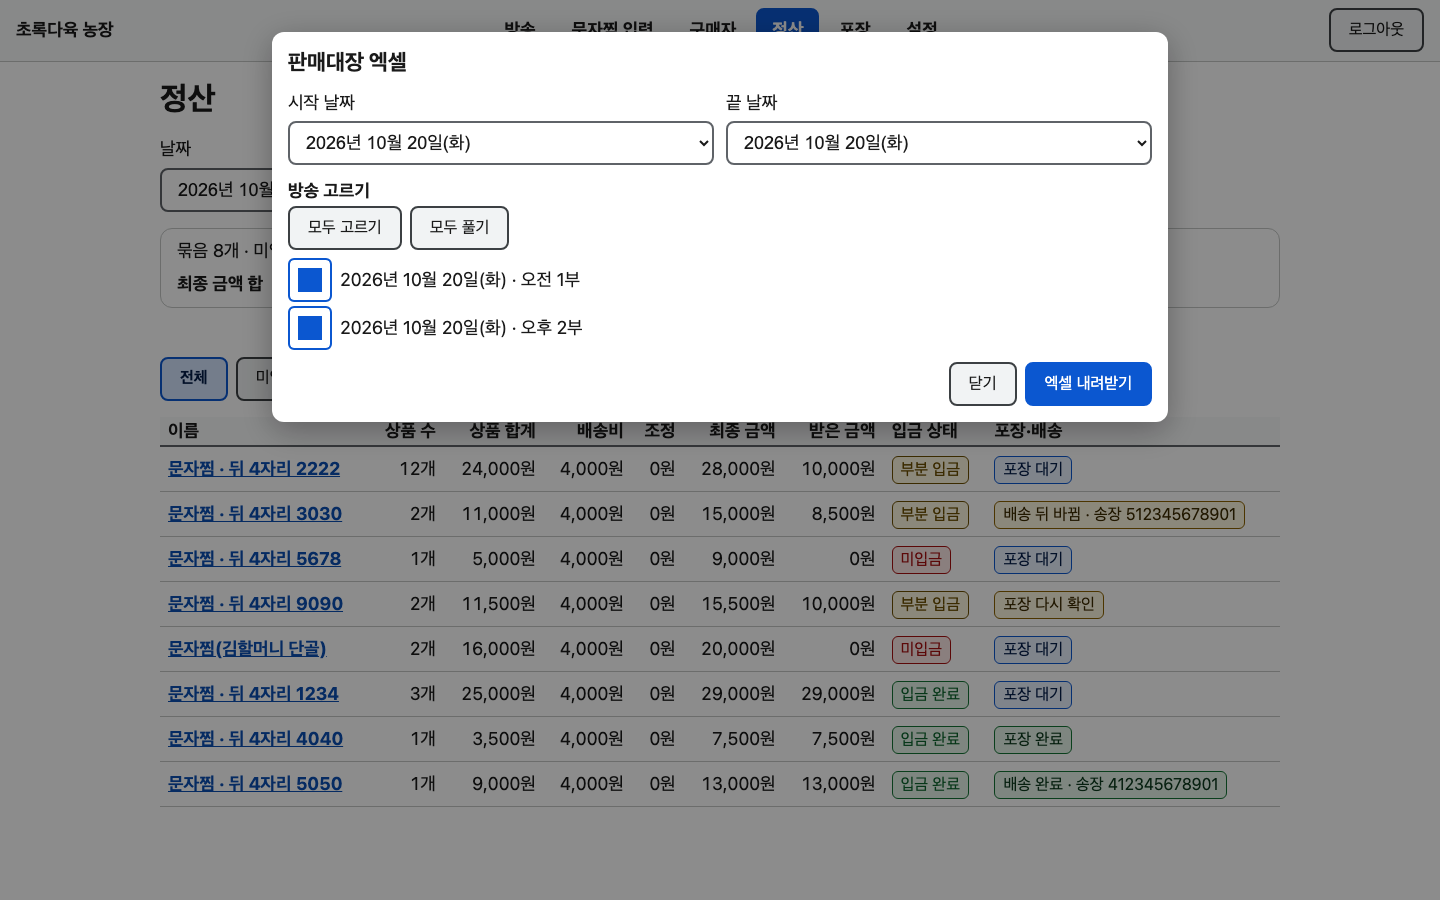 초록다육 농장
방송 문자찜 입력 구매자 정산 포장 설정
로그아웃
정산
날짜
2026년 10월
묶음 8개 · 미
최종 금액 합
전체
판매대장 엑셀
시작 날짜 끝 날짜
2026년 10월 20일(화) 2026년 10월 20일(화)
방송 고르기
모두 고르기 모두 풀기
2026년 10월 20일(화) · 오전 1부
2026년 10월 20일(화) · 오후 2부
닫기 엑셀 내려받기
이름 상품 수 상품 합계 배송비 조정 최종 금액 받은 금액 입금 상태 포장·배송
문자찜 · 뒤 4자리 2222 12개 24,000원 4,000원 0원 28,000원 10,000원 부분 입금 포장 대기
문자찜 · 뒤 4자리 3030 2개 11,000원 4,000원 0원 15,000원 8,500원 부분 입금 배송 뒤 바뀜 · 송장 512345678901
문자찜 · 뒤 4자리 5678 1개 5,000원 4,000원 0원 9,000원 0원 미입금 포장 대기
문자찜 · 뒤 4자리 9090 2개 11,500원 4,000원 0원 15,500원 10,000원 부분 입금 포장 다시 확인
문자찜(김할머니 단골) 2개 16,000원 4,000원 0원 20,000원 0원 미입금 포장 대기
문자찜 · 뒤 4자리 1234 3개 25,000원 4,000원 0원 29,000원 29,000원 입금 완료 포장 대기
문자찜 · 뒤 4자리 4040 1개 3,500원 4,000원 0원 7,500원 7,500원 입금 완료 포장 완료
문자찜 · 뒤 4자리 5050 1개 9,000원 4,000원 0원 13,000원 13,000원 입금 완료 배송 완료 · 송장 412345678901